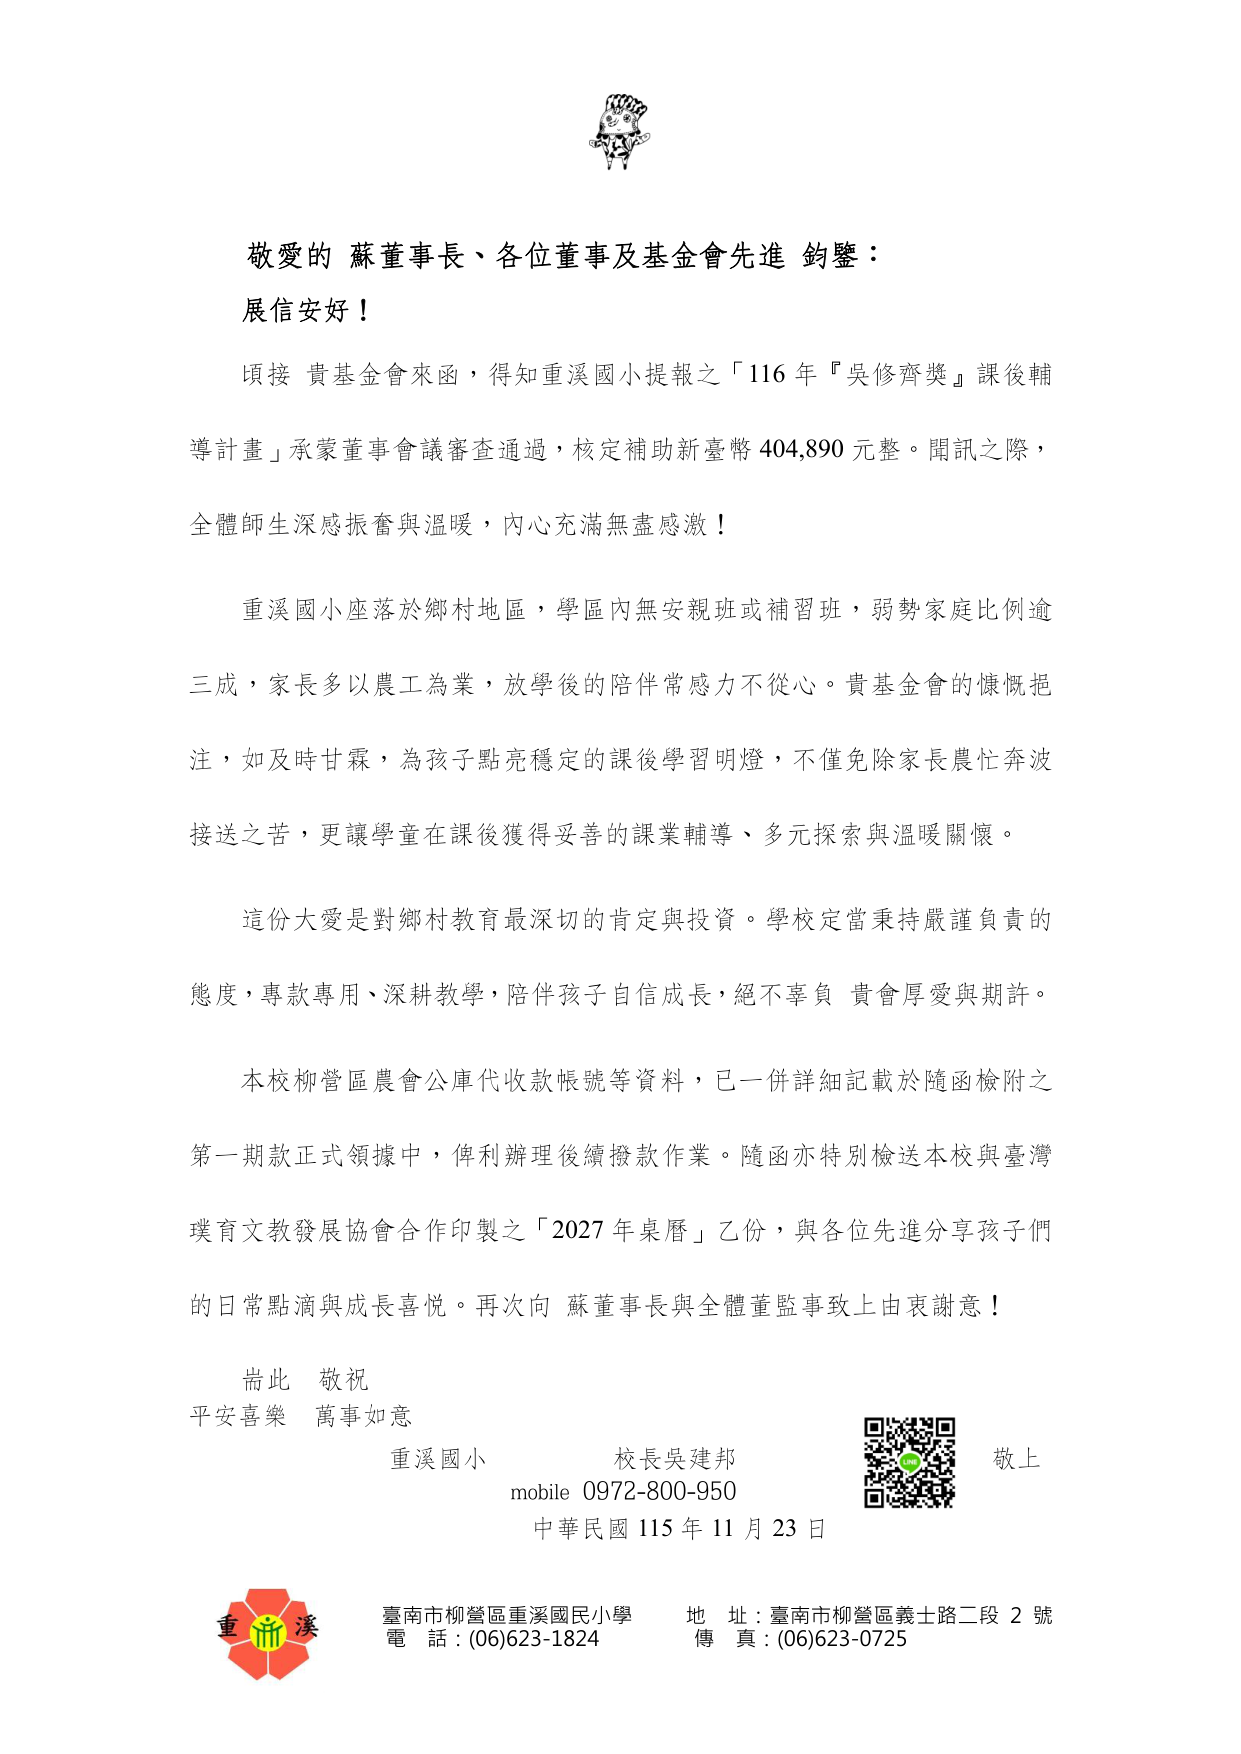 敬愛的 蘇董事長、各位董事及基金會先進 鈞鑒：
展信安好！
頃接 貴基金會來函，得知重溪國小提報之「116 年『吳修齊獎』課後輔
導計畫」承蒙董事會議審查通過，核定補助新臺幣 404,890 元整。聞訊之際，
全體師生深感振奮與溫暖，內心充滿無盡感激！
重溪國小座落於鄉村地區，學區內無安親班或補習班，弱勢家庭比例逾
三成，家長多以農工為業，放學後的陪伴常感力不從心。貴基金會的慷慨挹
注，如及時甘霖，為孩子點亮穩定的課後學習明燈，不僅免除家長農忙奔波
接送之苦，更讓學童在課後獲得妥善的課業輔導、多元探索與溫暖關懷。
這份大愛是對鄉村教育最深切的肯定與投資。學校定當秉持嚴謹負責的
態度，專款專用、深耕教學，陪伴孩子自信成長，絕不辜負 貴會厚愛與期許。
本校柳營區農會公庫代收款帳號等資料，已一併詳細記載於隨函檢附之
第一期款正式領據中，俾利辦理後續撥款作業。隨函亦特別檢送本校與臺灣
璞育文教發展協會合作印製之「2027 年桌曆」乙份，與各位先進分享孩子們
的日常點滴與成長喜悅。再次向 蘇董事長與全體董監事致上由衷謝意！
耑此　敬祝
平安喜樂　萬事如意
重溪國小　校長吳建邦　敬上
mobile 0972-800-950
LINE
中華民國 115 年 11 月 23 日
重溪
臺南市柳營區重溪國民小學　地　址：臺南市柳營區義士路二段 2 號
電　話：(06)623-1824　傳　真：(06)623-0725